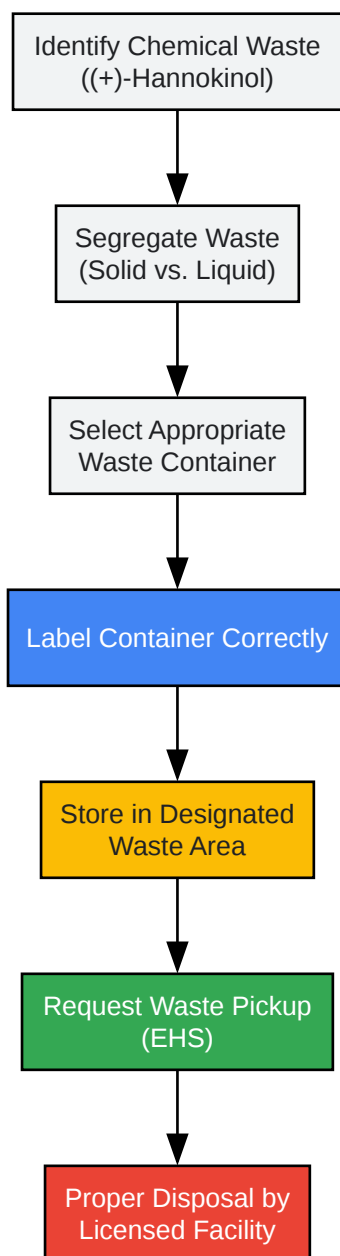 Identify Chemical Waste
((+)-Hannokinol)
Segregate Waste
(Solid vs. Liquid)
Select Appropriate
Waste Container
Label Container Correctly
Store in Designated
Waste Area
Request Waste Pickup
(EHS)
Proper Disposal by
Licensed Facility